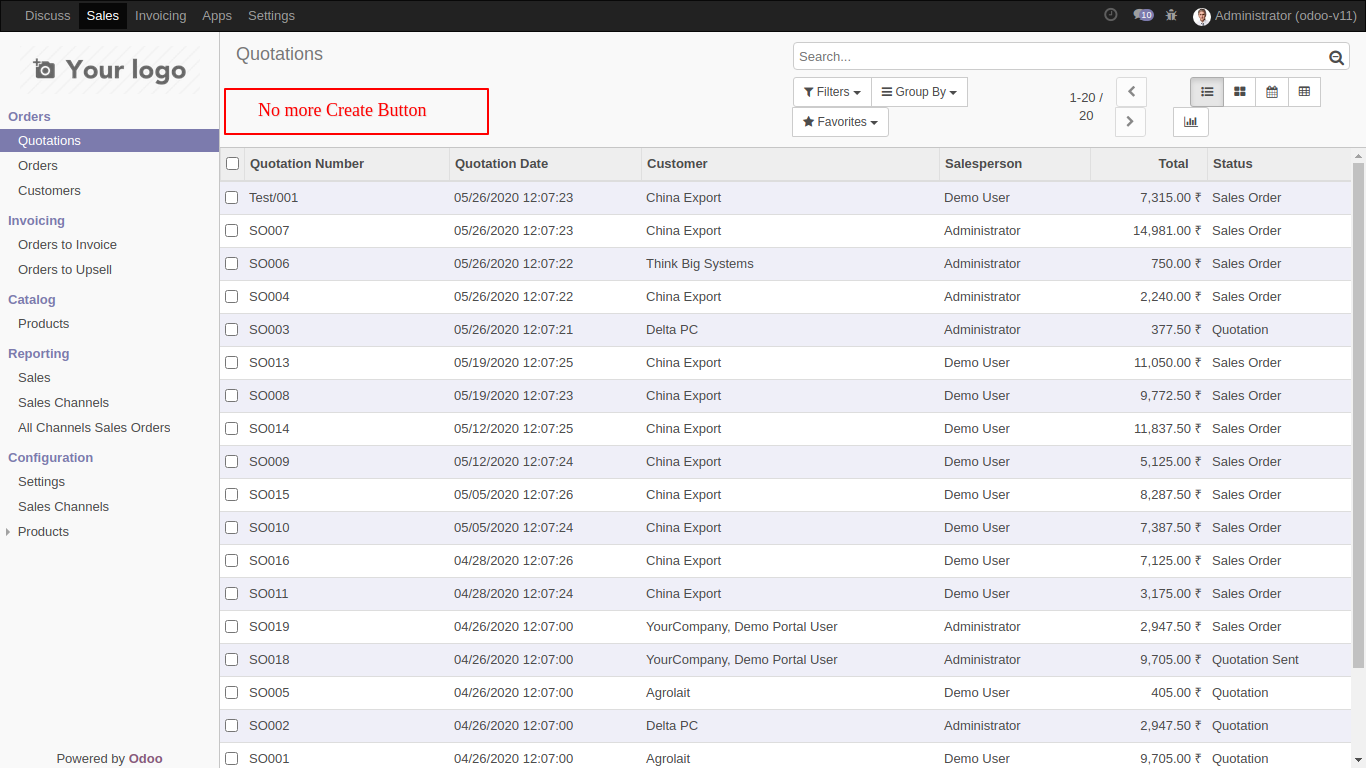 Discuss Sales Invoicing Apps Settings 10 Administrator (odoo-v11)
Your logo
Orders
Quotations
Orders
Customers
Invoicing
Orders to Invoice
Orders to Upsell
Catalog
Products
Reporting
Sales
Sales Channels
All Channels Sales Orders
Configuration
Settings
Sales Channels
Products
Powered by Odoo
Quotations
Search...
No more Create Button
Filters Group By
Favorites
1-20 /
20
Quotation Number Quotation Date Customer Salesperson Total Status
Test/001 05/26/2020 12:07:23 China Export Demo User 7,315.00 ₹ Sales Order
SO007 05/26/2020 12:07:23 China Export Administrator 14,981.00 ₹ Sales Order
SO006 05/26/2020 12:07:22 Think Big Systems Administrator 750.00 ₹ Sales Order
SO004 05/26/2020 12:07:22 China Export Administrator 2,240.00 ₹ Sales Order
SO003 05/26/2020 12:07:21 Delta PC Administrator 377.50 ₹ Quotation
SO013 05/19/2020 12:07:25 China Export Demo User 11,050.00 ₹ Sales Order
SO008 05/19/2020 12:07:23 China Export Demo User 9,772.50 ₹ Sales Order
SO014 05/12/2020 12:07:25 China Export Demo User 11,837.50 ₹ Sales Order
SO009 05/12/2020 12:07:24 China Export Demo User 5,125.00 ₹ Sales Order
SO015 05/05/2020 12:07:26 China Export Demo User 8,287.50 ₹ Sales Order
SO010 05/05/2020 12:07:24 China Export Demo User 7,387.50 ₹ Sales Order
SO016 04/28/2020 12:07:26 China Export Demo User 7,125.00 ₹ Sales Order
SO011 04/28/2020 12:07:24 China Export Demo User 3,175.00 ₹ Sales Order
SO019 04/26/2020 12:07:00 YourCompany, Demo Portal User Administrator 2,947.50 ₹ Sales Order
SO018 04/26/2020 12:07:00 YourCompany, Demo Portal User Administrator 9,705.00 ₹ Quotation Sent
SO005 04/26/2020 12:07:00 Agrolait Demo User 405.00 ₹ Quotation
SO002 04/26/2020 12:07:00 Delta PC Administrator 2,947.50 ₹ Quotation
SO001 04/26/2020 12:07:00 Agrolait Demo User 9,705.00 ₹ Quotation